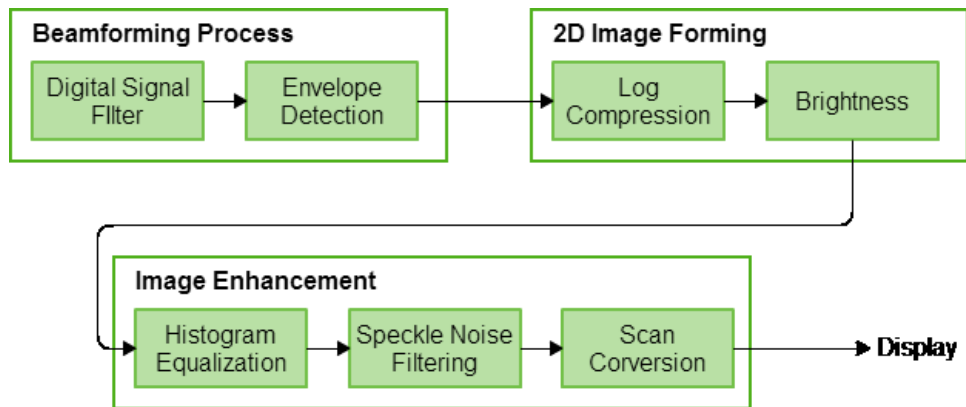 Beamforming Process
Digital Signal
FIlter
Envelope
Detection
2D Image Forming
Log
Compression
Brightness
Image Enhancement
Histogram
Equalization
Speckle Noise
Filtering
Scan
Corversion
Display